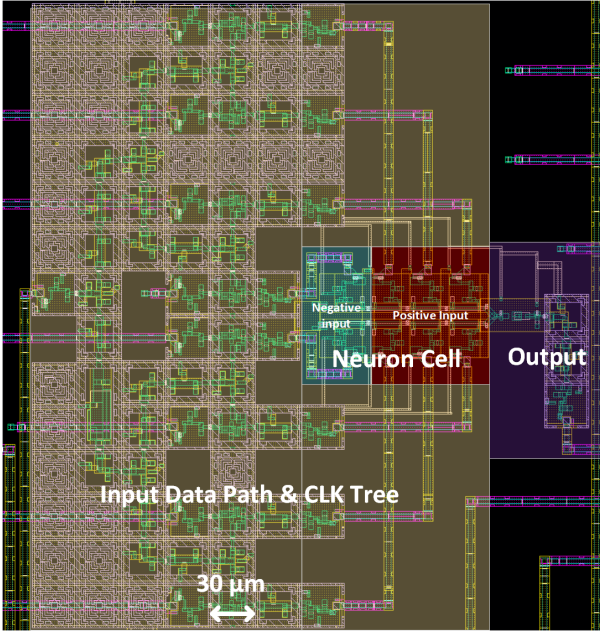 Negative
input
Positive Input
Neuron Cell
Output
Input Data Path & CLK Tree
30 μm